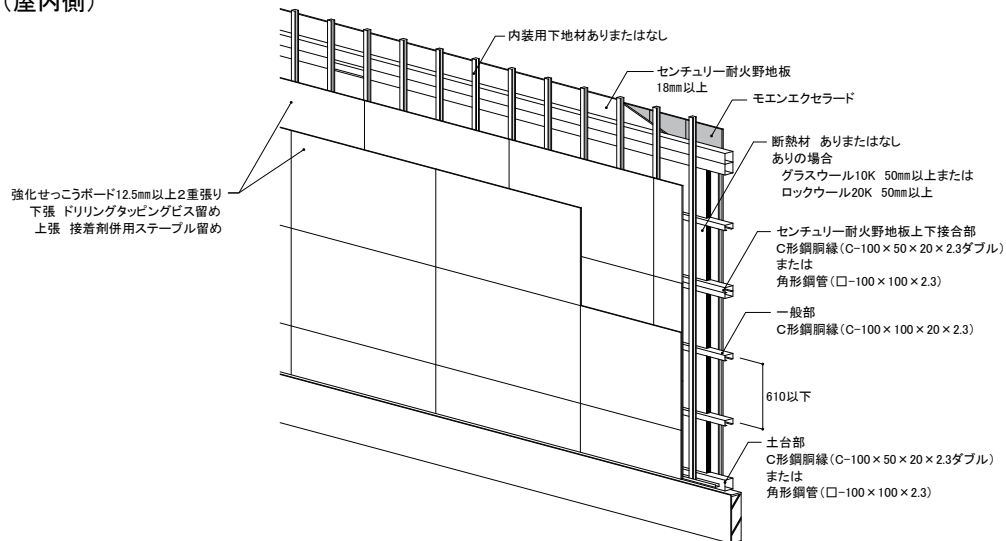 （屋内側）
内装用下地材ありまたはなし
センチュリー耐火野地板
18mm以上
モエンエクセラード
断熱材 ありまたはなし
ありの場合
グラスウール10K 50mm以上または
ロックウール20K 50mm以上
強化せっこうボード12.5mm以上2重張り
下張 ドリリングタッピングビス留め
上張 接着剤併用ステープル留め
センチュリー耐火野地板上下接合部
C形鋼胴縁（C-100×50×20×2.3ダブル）
または
角形鋼管（□-100×100×2.3）
一般部
C形鋼胴縁（C-100×100×20×2.3）
610以下
土台部
C形鋼胴縁（C-100×50×20×2.3ダブル）
または
角形鋼管（□-100×100×2.3）